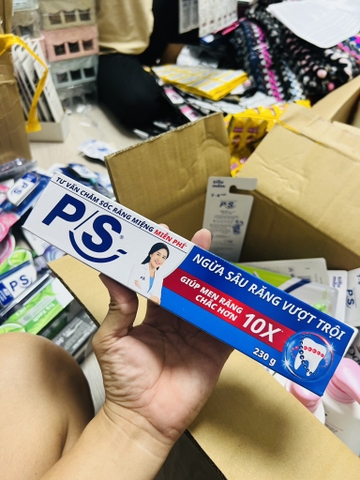 TƯ VẤN CHĂM SÓC RĂNG MIỆNG MIỄN PHÍ
P/S
NGỪA SÂU RĂNG VƯỢT TRỘI
GIÚP MEN RĂNG
CHẮC HƠN 10X
230 g
P/S